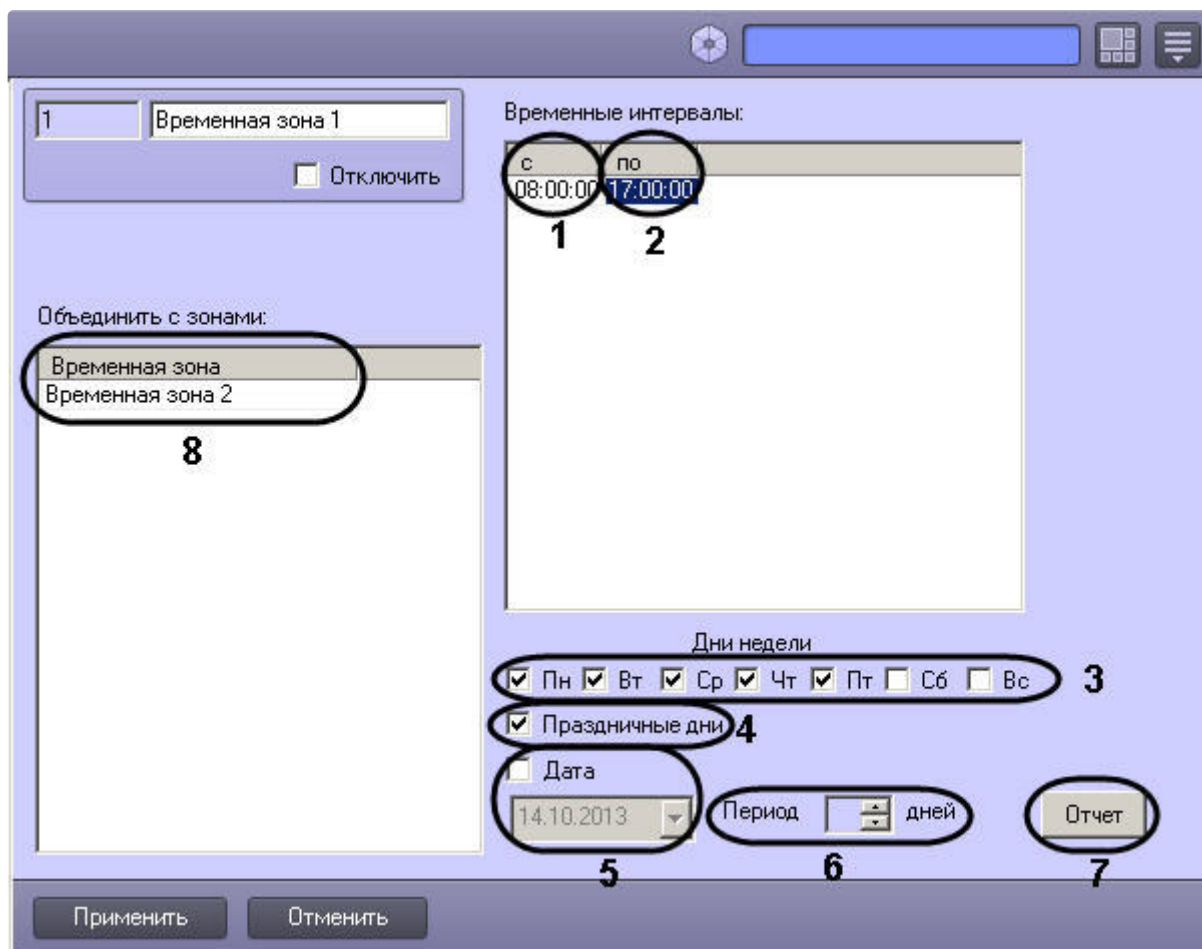 1 Временная зона 1
Отключить
Временные интервалы:
с по
08:00:00 17:00:00
1 2
Объединить с зонами:
Временная зона
Временная зона 2
8
Дни недели
Пн Вт Ср Чт Пт Сб Вс 3
Праздничные дни 4
Дата
14.10.2013 Период дней Отчет
5 6 7
Применить Отменить